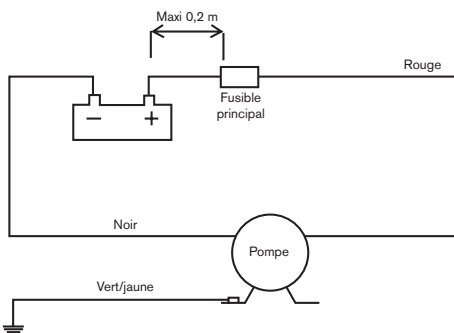 Maxi 0,2 m
Rouge
Fusible
principal
− +
Noir
Pompe
Vert/jaune